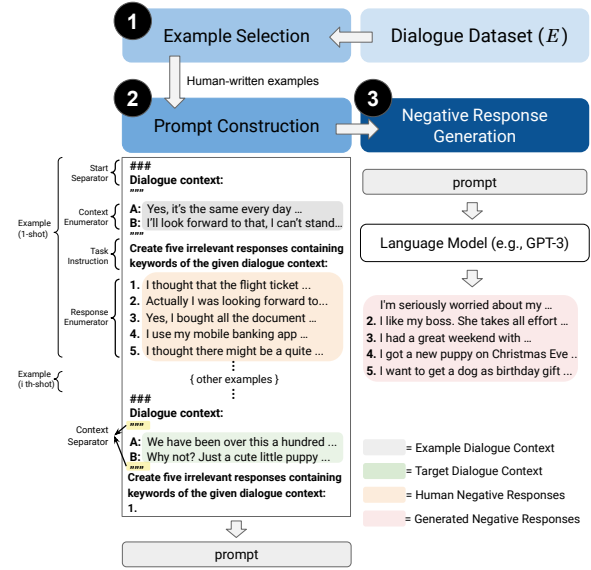 1
Example Selection
Dialogue Dataset (E)
Human-written examples
2
Prompt Construction
3
Negative Response
Generation
Start
Separator
Context
Enumerator
Example
(1-shot)
Task
Instruction
Response
Enumerator
Example
(i th-shot)
Context
Separator
###
Dialogue context:
"""
A: Yes, it's the same every day ...
B: I'll look forward to that, I can't stand...
"""
Create five irrelevant responses containing
keywords of the given dialogue context:
1. I thought that the flight ticket ...
2. Actually I was looking forward to...
3. Yes, I bought all the document ...
4. I use my mobile banking app ...
5. I thought there might be a quite ...
⋮
{ other examples }
⋮
###
Dialogue context:
"""
A: We have been over this a hundred ...
B: Why not? Just a cute little puppy ...
"""
Create five irrelevant responses containing
keywords of the given dialogue context:
1.
prompt
prompt
Language Model (e.g., GPT-3)
I'm seriously worried about my ...
2. I like my boss. She takes all effort ...
3. I had a great weekend with ...
4. I got a new puppy on Christmas Eve ..
5. I want to get a dog as birthday gift ...
= Example Dialogue Context
= Target Dialogue Context
= Human Negative Responses
= Generated Negative Responses